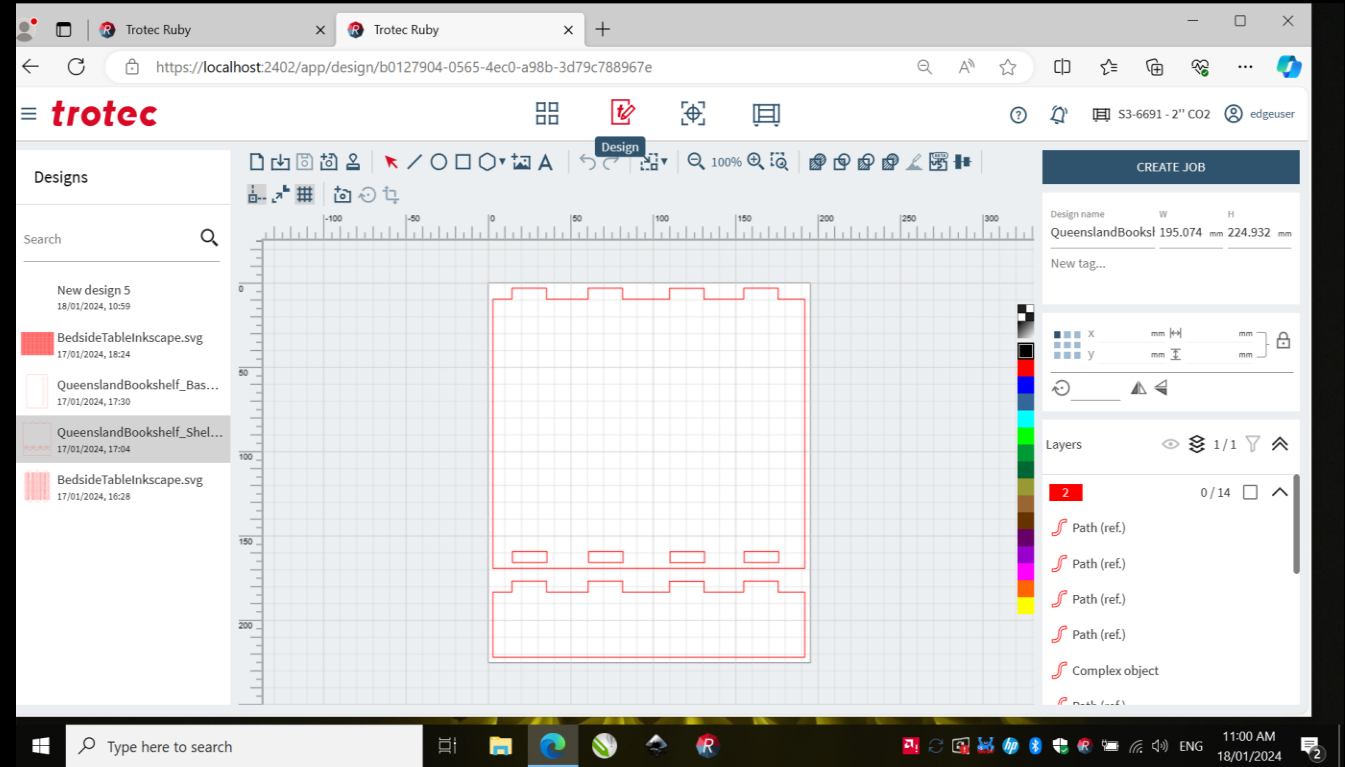 Trotec Ruby
Trotec Ruby
https://localhost:2402/app/design/b0127904-0565-4ec0-a98b-3d79c788967e
trotec
S3-6691 - 2'' CO2
edgeuser
Design
Designs
100%
CREATE JOB
Search
Design name W H
QueenslandBooksl 195.074 mm 224.932 mm
New tag...
New design 5
18/01/2024, 10:59
BedsideTableInkscape.svg
17/01/2024, 18:24
QueenslandBookshelf_Bas...
17/01/2024, 17:30
QueenslandBookshelf_Shel...
17/01/2024, 17:04
BedsideTableInkscape.svg
17/01/2024, 16:28
-100 -50 0 50 100 150 200 250 300
0
50
100
150
200
x mm mm
y mm mm
Layers 1/1
2 0/14
Path (ref.)
Path (ref.)
Path (ref.)
Path (ref.)
Complex object
Type here to search
ENG
11:00 AM
18/01/2024
2